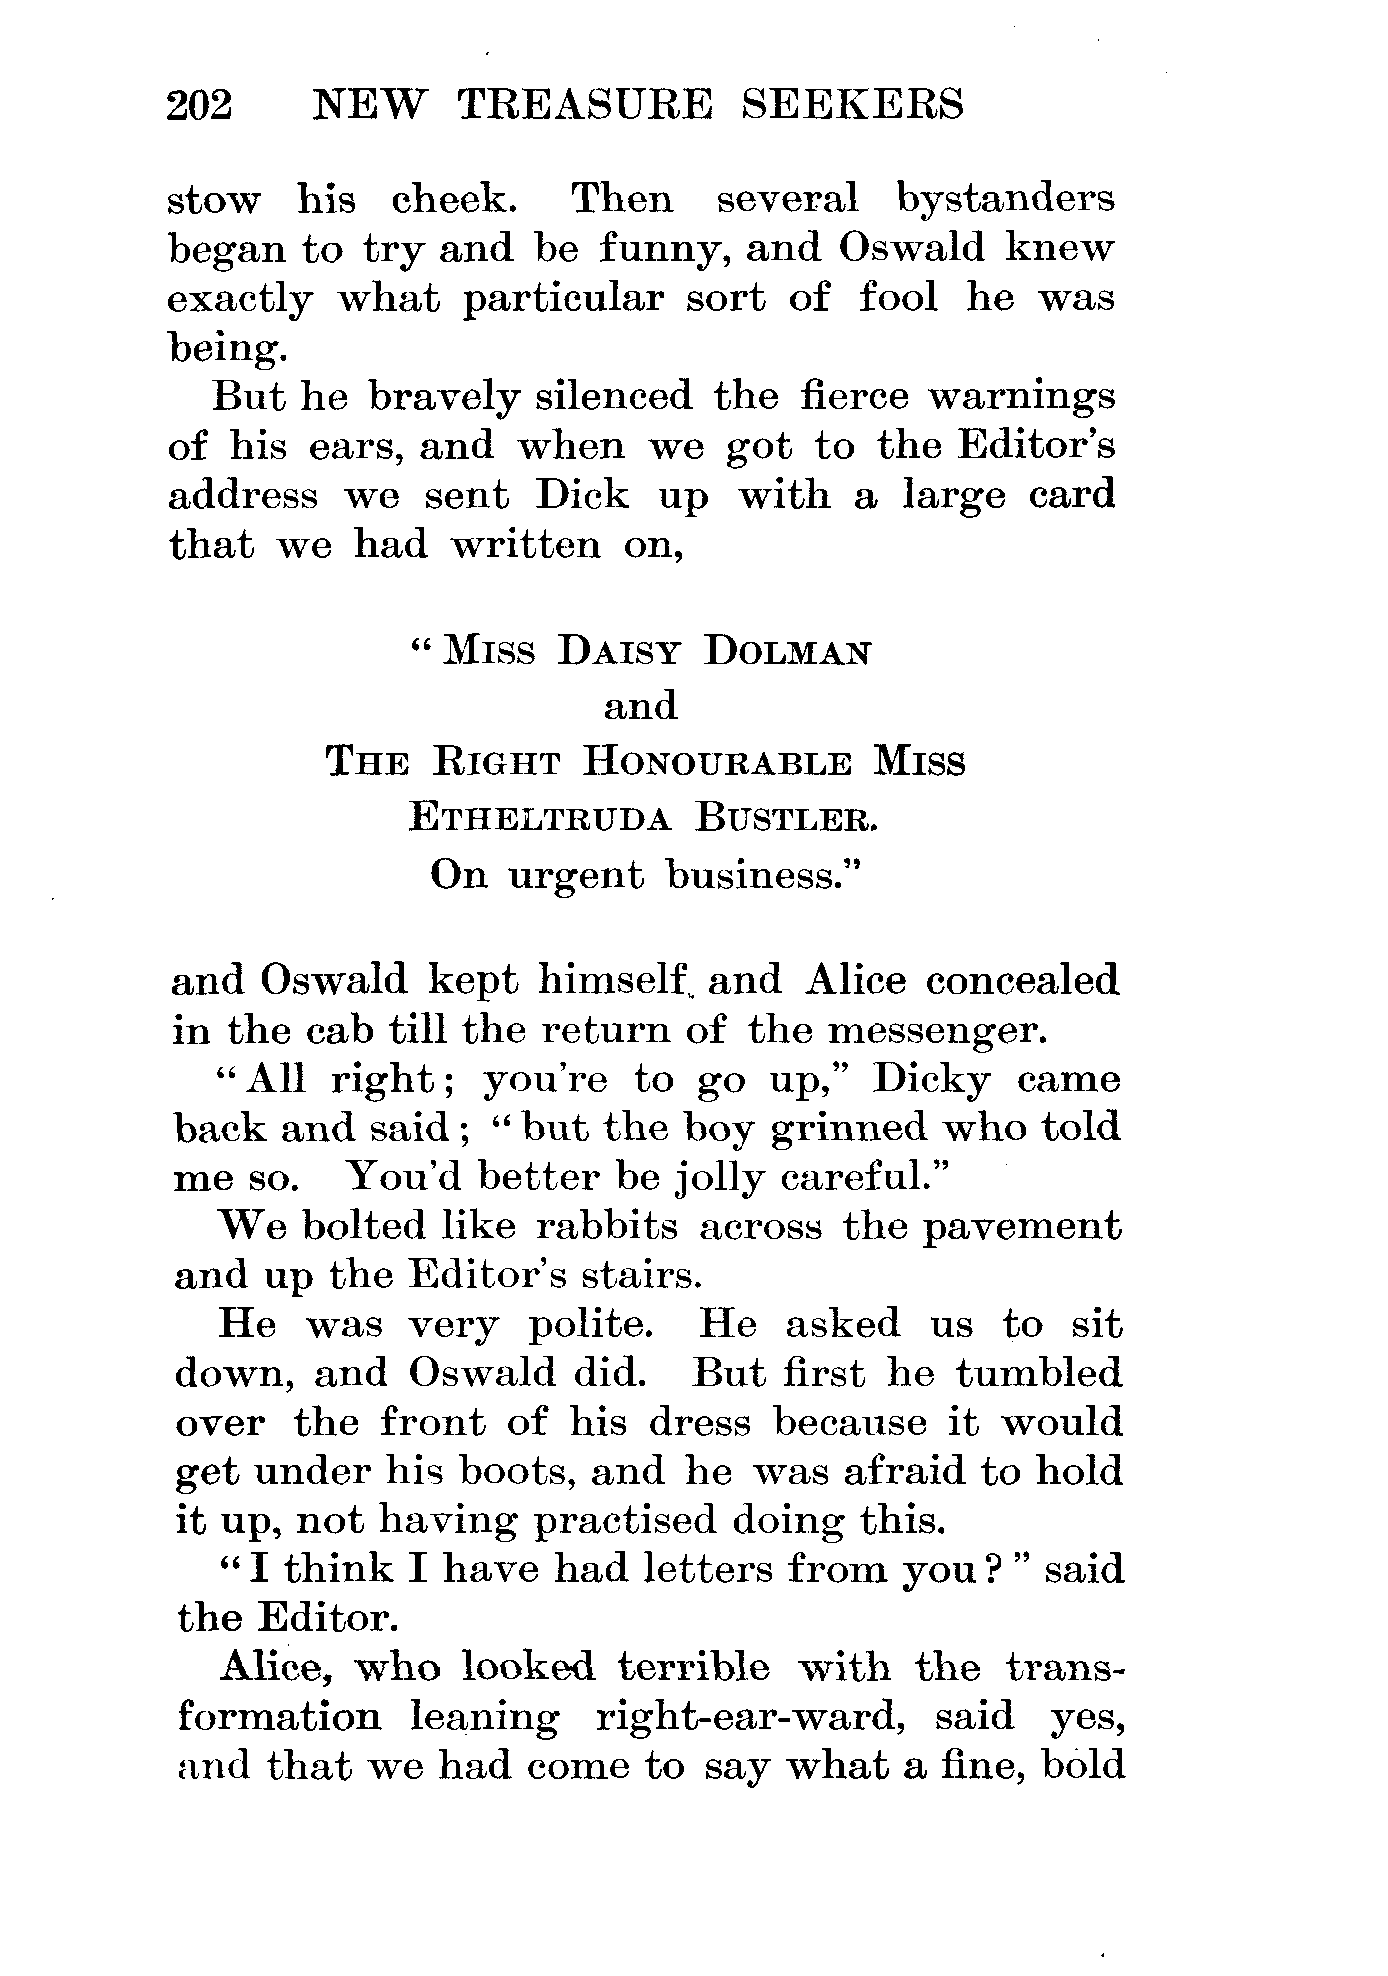 202 NEW TREASURE SEEKERS
stow his cheek. Then several bystanders
began to try and be funny, and Oswald knew
exactly what particular sort of fool he was
being.
But he bravely silenced the fierce warnings
of his ears, and when we got to the Editor's
address we sent Dick up with a large card
that we had written on,
“ MISS DAISY DOLMAN
and
THE RIGHT HONOURABLE MISS
ETHELTRUDA BUSTLER.
On urgent business.”
and Oswald kept himself and Alice concealed
in the cab till the return of the messenger.
“ All right ; you're to go up,” Dicky came
back and said ; “ but the boy grinned who told
me so. You'd better be jolly careful.”
We bolted like rabbits across the pavement
and up the Editor's stairs.
He was very polite. He asked us to sit
down, and Oswald did. But first he tumbled
over the front of his dress because it would
get under his boots, and he was afraid to hold
it up, not having practised doing this.
“ I think I have had letters from you ? ” said
the Editor.
Alice, who looked terrible with the trans-
formation leaning right-ear-ward, said yes,
and that we had come to say what a fine, bold